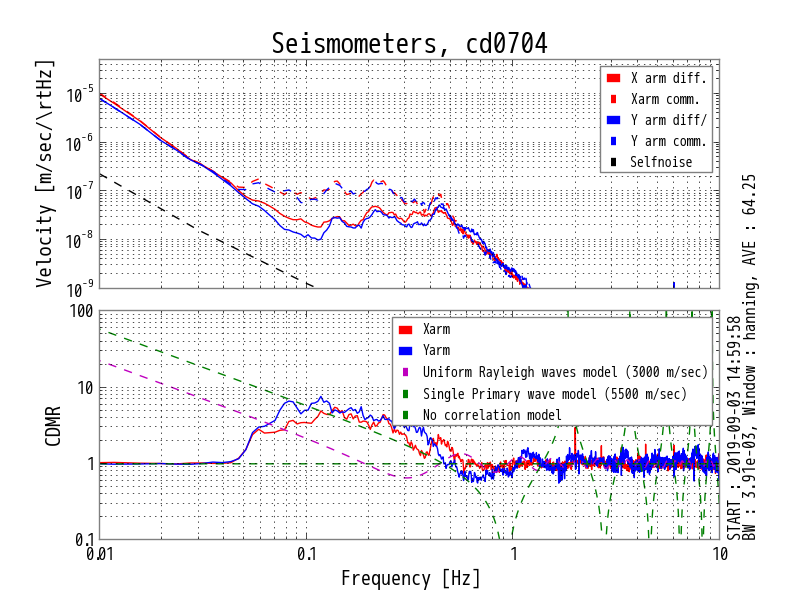 Seismometers, cd0704
Velocity [m/sec/\rtHz]
10^-5
10^-6
10^-7
10^-8
10^-9
X arm diff.
Xarm comm.
Y arm diff/
Y arm comm.
Selfnoise
CDMR
100
10
1
0.1
Xarm
Yarm
Uniform Rayleigh waves model (3000 m/sec)
Single Primary wave model (5500 m/sec)
No correlation model
0.01
0.1
1
10
Frequency [Hz]
START : 2019-09-03 14:59:58
BW : 3.91e-03, Window : hanning, AVE : 64.25